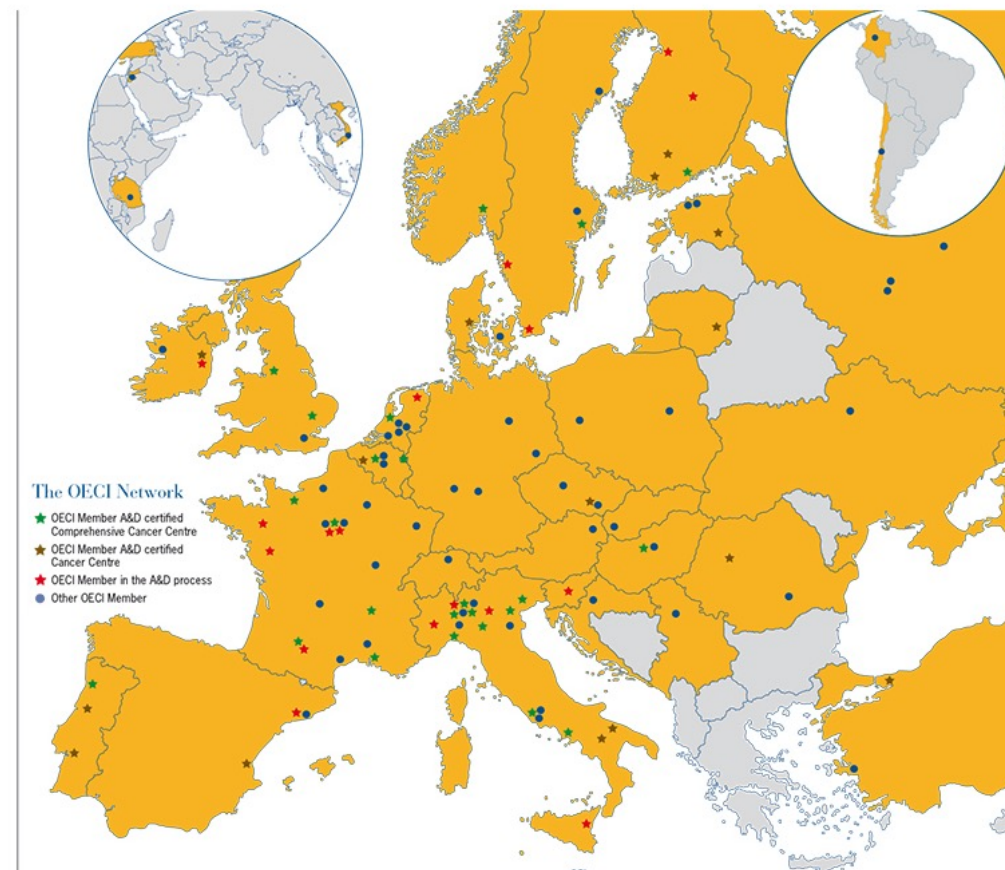 The OECI Network
OECI Member A&D certified
Comprehensive Cancer Centre
OECI Member A&D certified
Cancer Centre
OECI Member in the A&D process
Other OECI Member